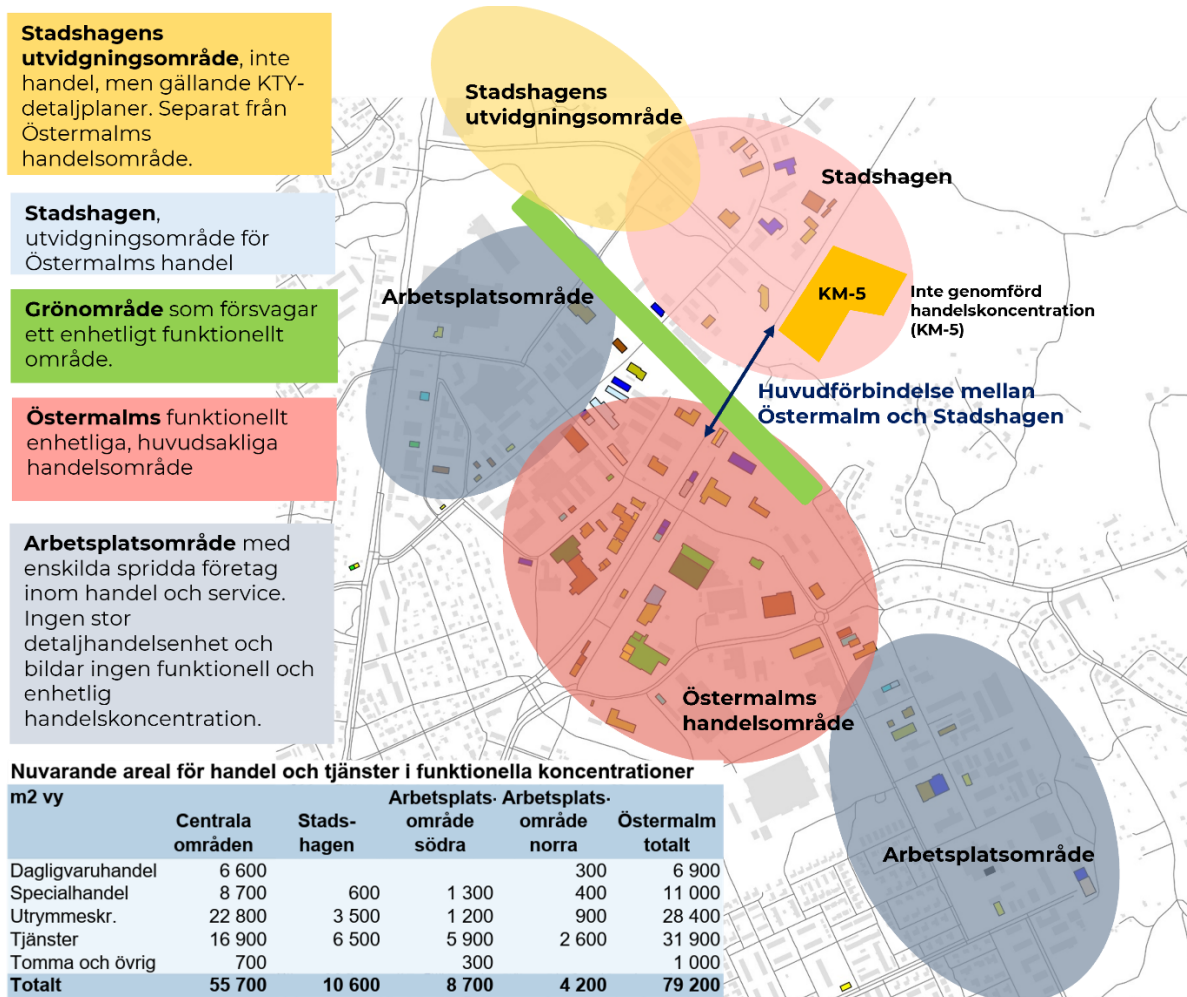 Stadshagens
utvidgningsområde, inte
handel, men gällande KTY-
detaljplaner. Separat från
Östermalms
handelsområde.
Stadshagen,
utvidgningsområde för
Östermalms handel
Grönområde som försvagar
ett enhetligt funktionellt
område.
Östermalms funktionellt
enhetliga, huvudsakliga
handelsområde
Arbetsplatsområde med
enskilda spridda företag
inom handel och service.
Ingen stor
detaljhandelsenhet och
bildar ingen funktionell och
enhetlig
handelskoncentration.
Stadshagens
utvidgningsområde
Stadshagen
Arbetsplatsområde
KM-5
Inte genomförd
handelskoncentration
(KM-5)
Huvudförbindelse mellan
Östermalm och Stadshagen
Östermalms
handelsområde
Arbetsplatsområde
Nuvarande areal för handel och tjänster i funktionella koncentrationer
m2 vy Centrala områden Stads-hagen Arbetsplats-område södra Arbetsplats-område norra Östermalm totalt
Dagligvaruhandel 6 600 300 6 900
Specialhandel 8 700 600 1 300 400 11 000
Utrymmeskr. 22 800 3 500 1 200 900 28 400
Tjänster 16 900 6 500 5 900 2 600 31 900
Tomma och övrig 700 300 1 000
Totalt 55 700 10 600 8 700 4 200 79 200